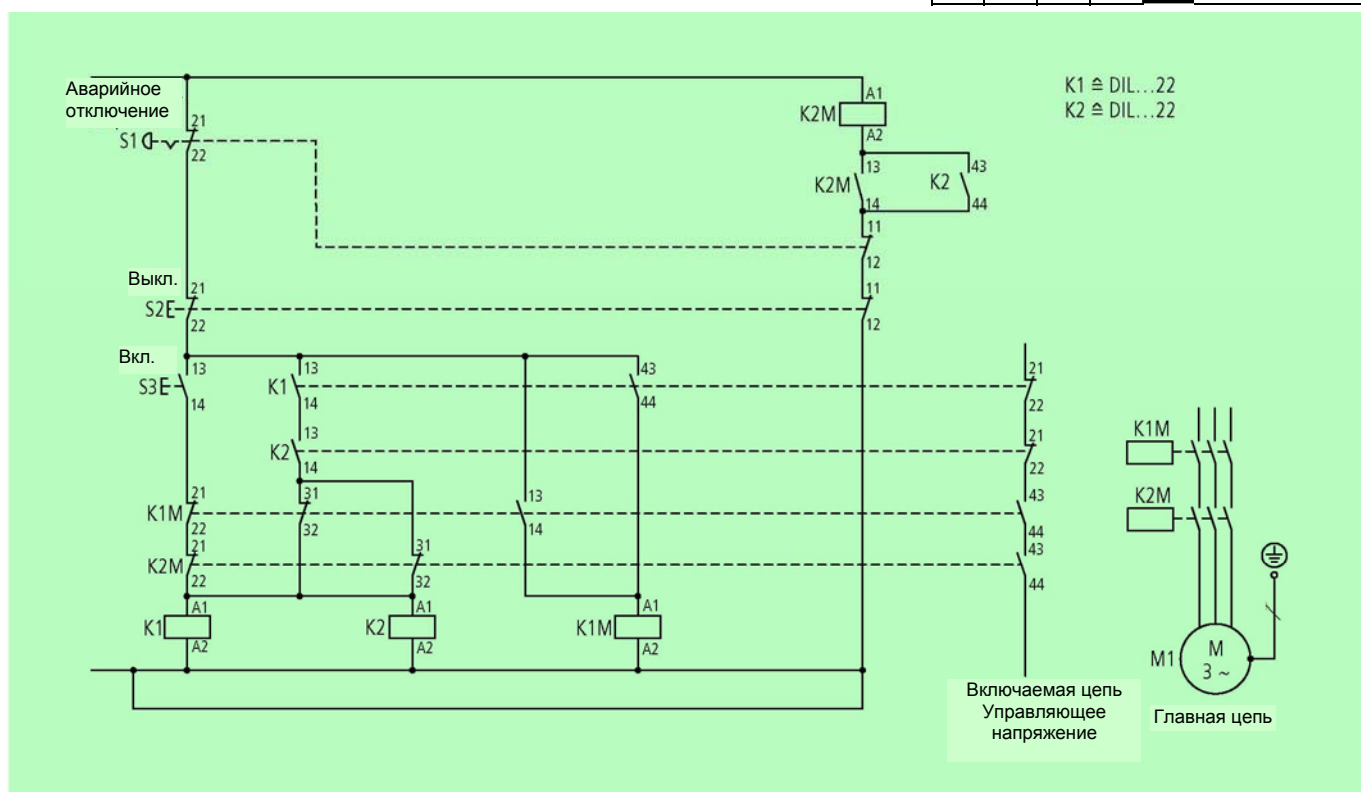 Аварийное
отключение
S1
21
22
K2M
A1
A2
K1 ≙ DIL...22
K2 ≙ DIL...22
K2M
13
14
K2
43
44
11
12
Выкл.
S2
21
22
11
12
Вкл.
S3
13
14
K1
13
14
43
44
21
22
K2
13
14
21
22
K1M
21
22
31
32
13
14
43
44
K2M
21
22
31
32
43
44
K1
A1
A2
K2
A1
A2
K1M
A1
A2
K1M
K2M
M1
M
3 ~
Включаемая цепь
Управляющее
напряжение
Главная цепь